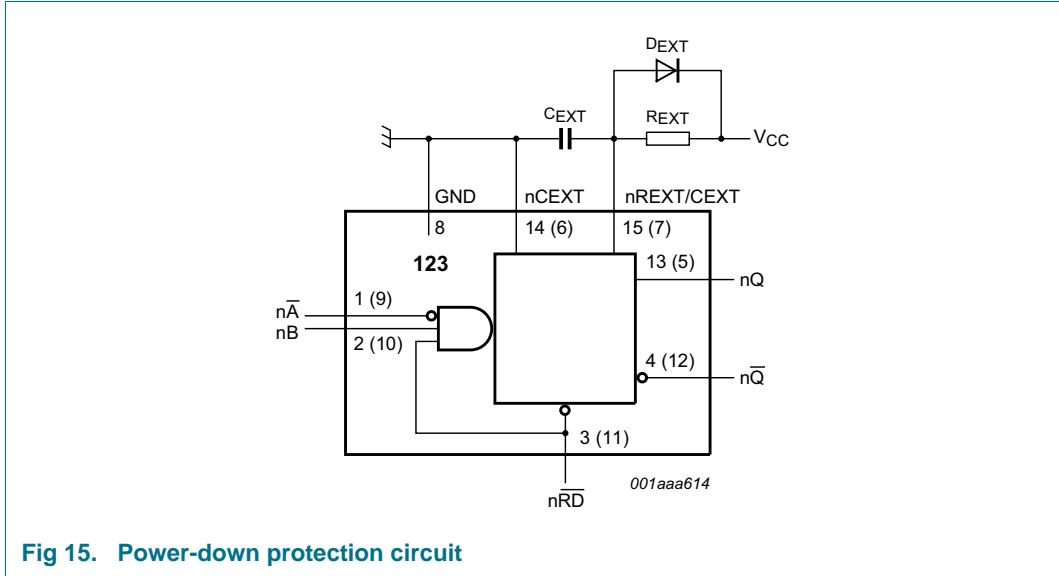 DEXT
CEXT
REXT
VCC
GND
nCEXT
nREXT/CEXT
8
14 (6)
15 (7)
123
13 (5)
nQ
1 (9)
nA̅
nB
2 (10)
4 (12)
nQ̅
3 (11)
nR̅D̅
001aaa614
Fig 15. Power-down protection circuit